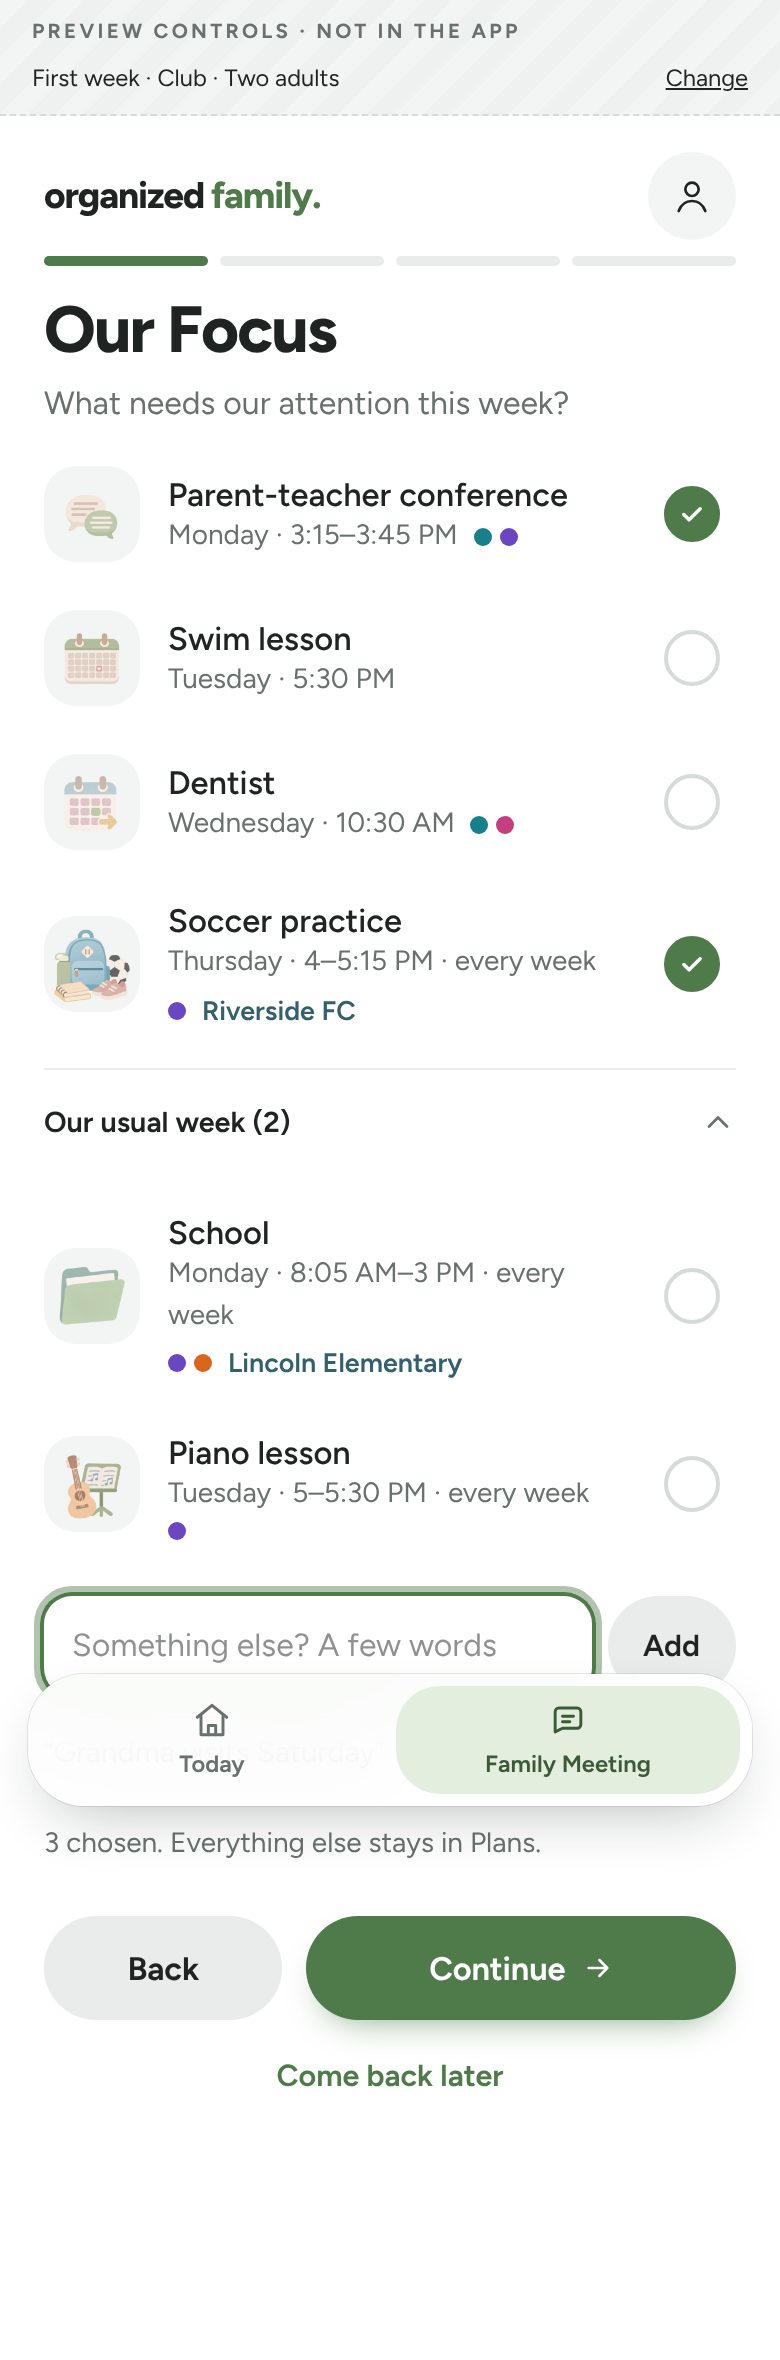 PREVIEW CONTROLS · NOT IN THE APP
First week · Club · Two adults
Change
organized family.
Our Focus
What needs our attention this week?
Parent-teacher conference
Monday · 3:15–3:45 PM
Swim lesson
Tuesday · 5:30 PM
Dentist
Wednesday · 10:30 AM
Soccer practice
Thursday · 4–5:15 PM · every week
Riverside FC
Our usual week (2)
School
Monday · 8:05 AM–3 PM · every
week
Lincoln Elementary
Piano lesson
Tuesday · 5–5:30 PM · every week
Something else? A few words
Add
"Grandma visits Saturday"
Today
Family Meeting
3 chosen. Everything else stays in Plans.
Back
Continue →
Come back later